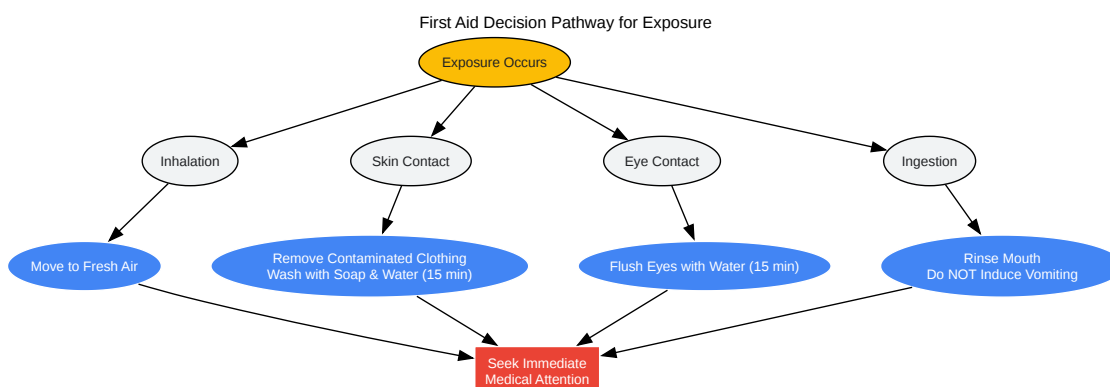 First Aid Decision Pathway for Exposure
Exposure Occurs
Inhalation
Skin Contact
Eye Contact
Ingestion
Move to Fresh Air
Remove Contaminated Clothing
Wash with Soap & Water (15 min)
Flush Eyes with Water (15 min)
Rinse Mouth
Do NOT Induce Vomiting
Seek Immediate
Medical Attention